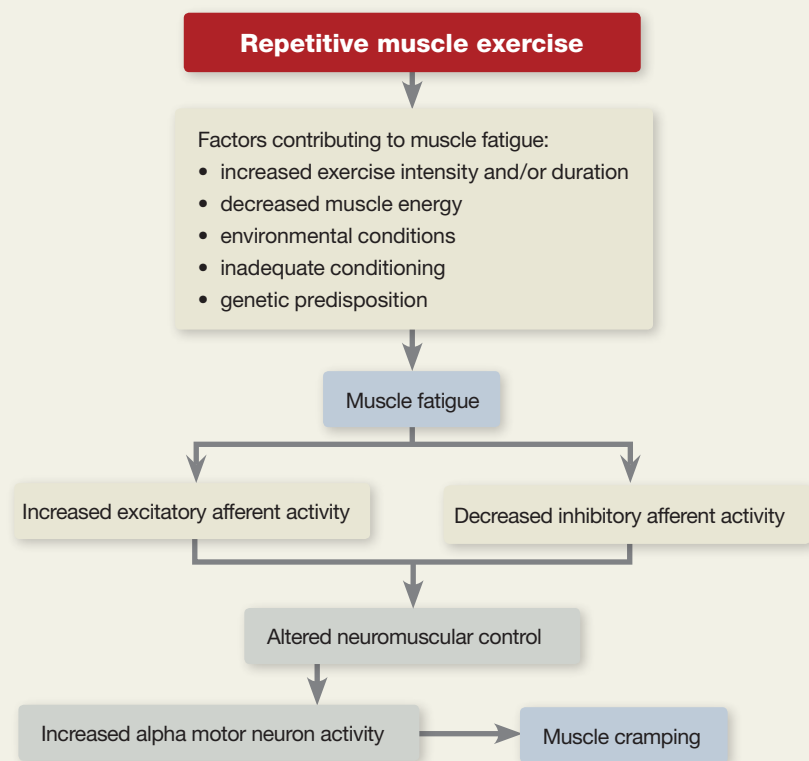 Repetitive muscle exercise
Factors contributing to muscle fatigue:
• increased exercise intensity and/or duration
• decreased muscle energy
• environmental conditions
• inadequate conditioning
• genetic predisposition
Muscle fatigue
Increased excitatory afferent activity
Decreased inhibitory afferent activity
Altered neuromuscular control
Increased alpha motor neuron activity
Muscle cramping